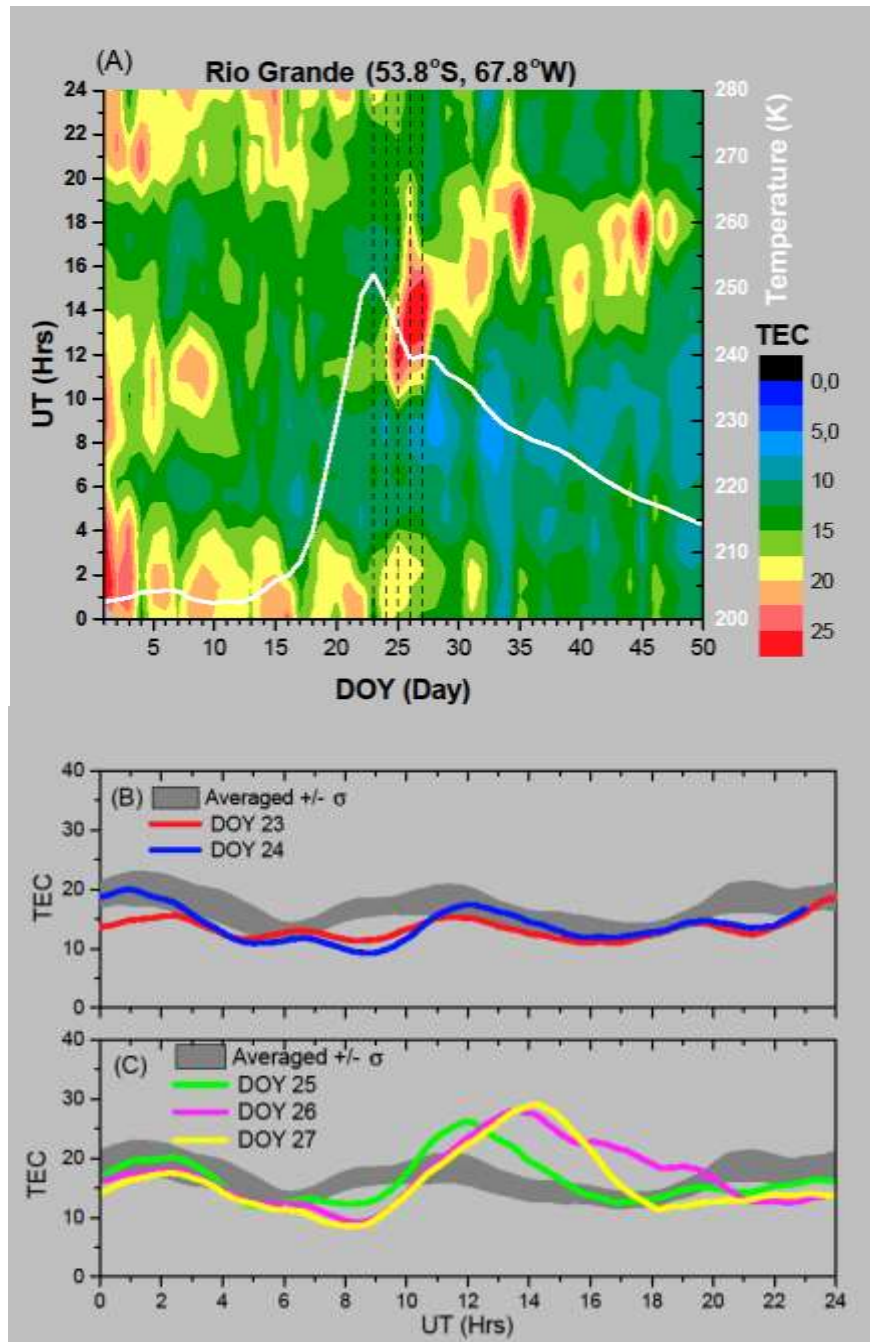 (A)
Rio Grande (53.8°S, 67.8°W)
24
22
20
18
16
14
12
10
8
6
4
2
0
UT (Hrs)
280
270
260
250
240
230
220
210
200
Temperature (K)
TEC
0,0
5,0
10
15
20
25
5 10 15 20 25 30 35 40 45 50
DOY (Day)
(B)
Averaged +/- σ
DOY 23
DOY 24
40
30
20
10
0
TEC
(C)
Averaged +/- σ
DOY 25
DOY 26
DOY 27
40
30
20
10
0
TEC
0 2 4 6 8 10 12 14 16 18 20 22 24
UT (Hrs)